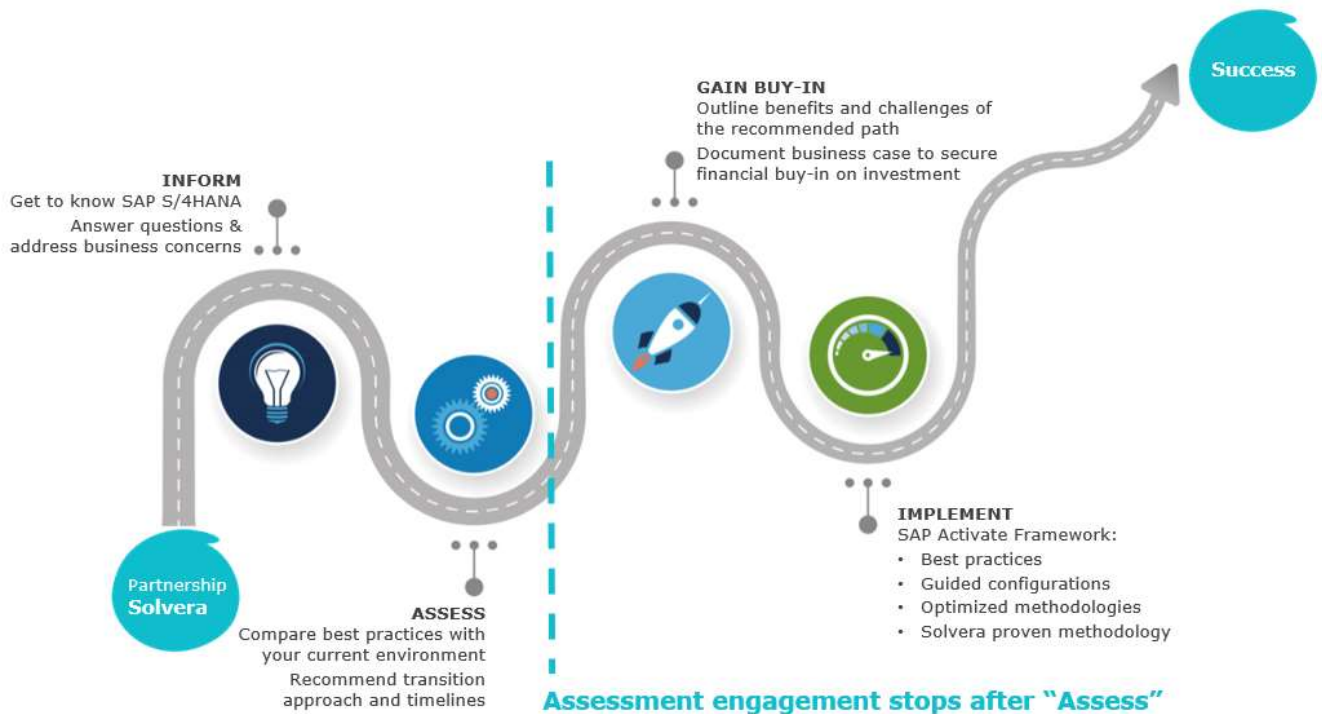 Partnership
Solvera
INFORM
Get to know SAP S/4HANA
Answer questions &
address business concerns
ASSESS
Compare best practices with
your current environment
Recommend transition
approach and timelines
GAIN BUY-IN
Outline benefits and challenges of
the recommended path
Document business case to secure
financial buy-in on investment
IMPLEMENT
SAP Activate Framework:
• Best practices
• Guided configurations
• Optimized methodologies
• Solvera proven methodology
Success
Assessment engagement stops after “Assess”